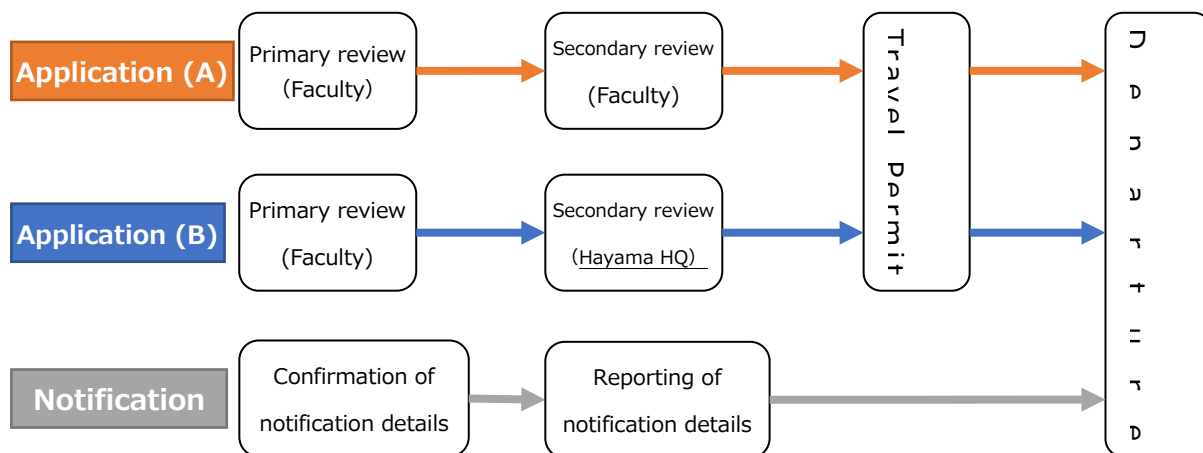 Application (A)
Primary review
(Faculty)
Secondary review
(Faculty)
Travel Permit
Departure
Application (B)
Primary review
(Faculty)
Secondary review
(Hayama HQ)
Notification
Confirmation of
notification details
Reporting of
notification details